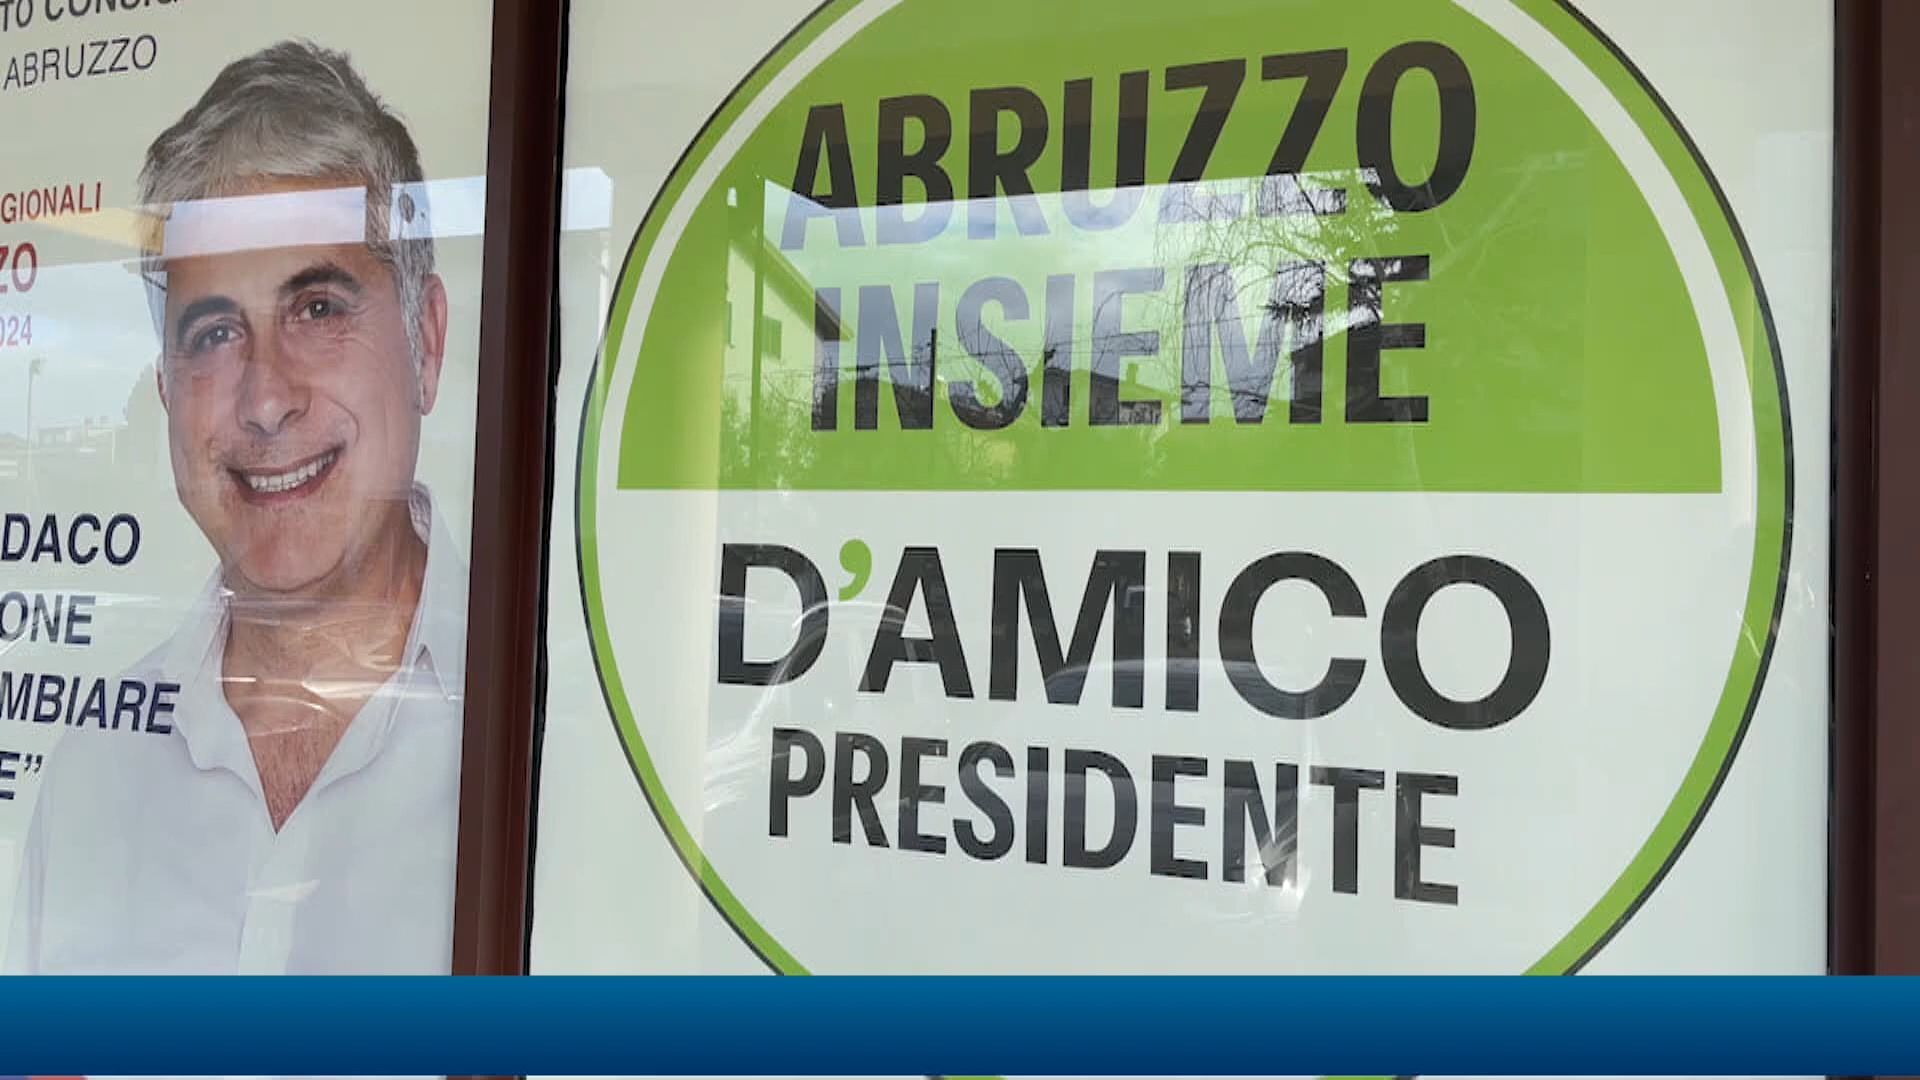 ABRUZZO
GIONALI
ZO
024
DACO
ONE
MBIARE
E”
ABRUZZO
INSIEME
D’AMICO
PRESIDENTE